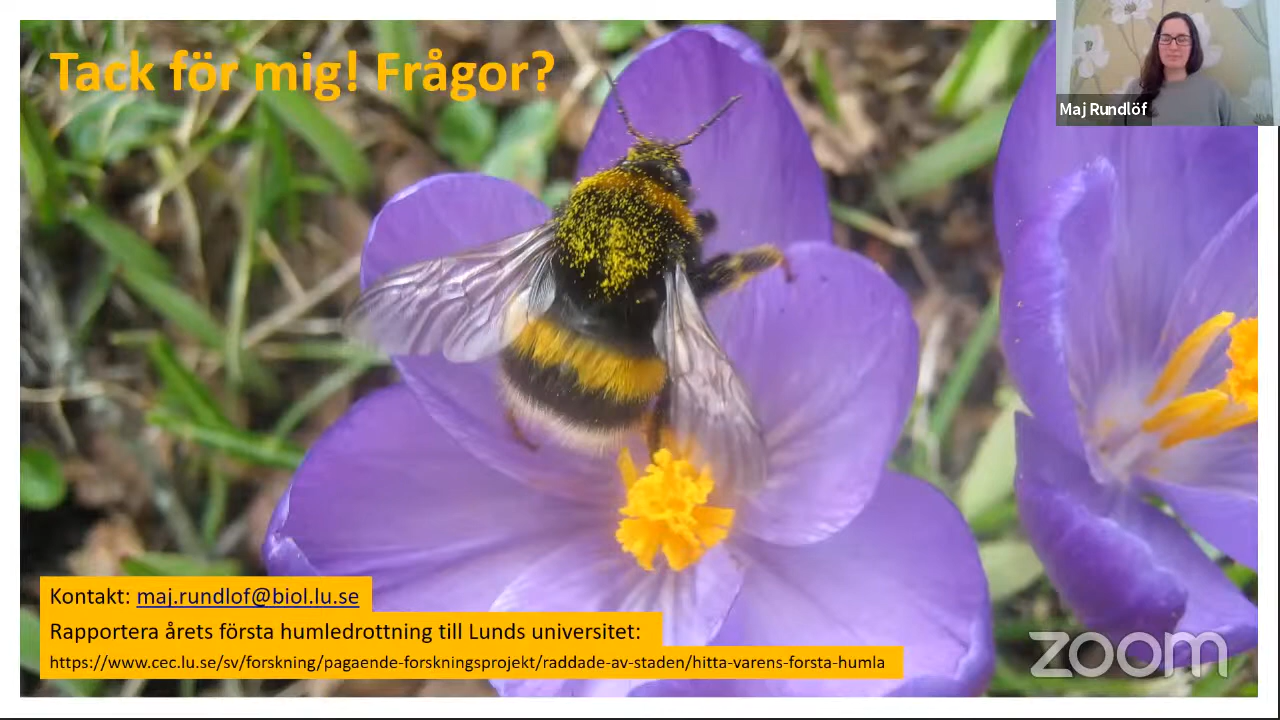 Tack för mig! Frågor?
Maj Rundlöf
Kontakt: maj.rundlof@biol.lu.se
Rapportera årets första humledrottning till Lunds universitet:
https://www.cec.lu.se/sv/forskning/pagaende-forskningsprojekt/raddade-av-staden/hitta-varens-forsta-humla
zoom